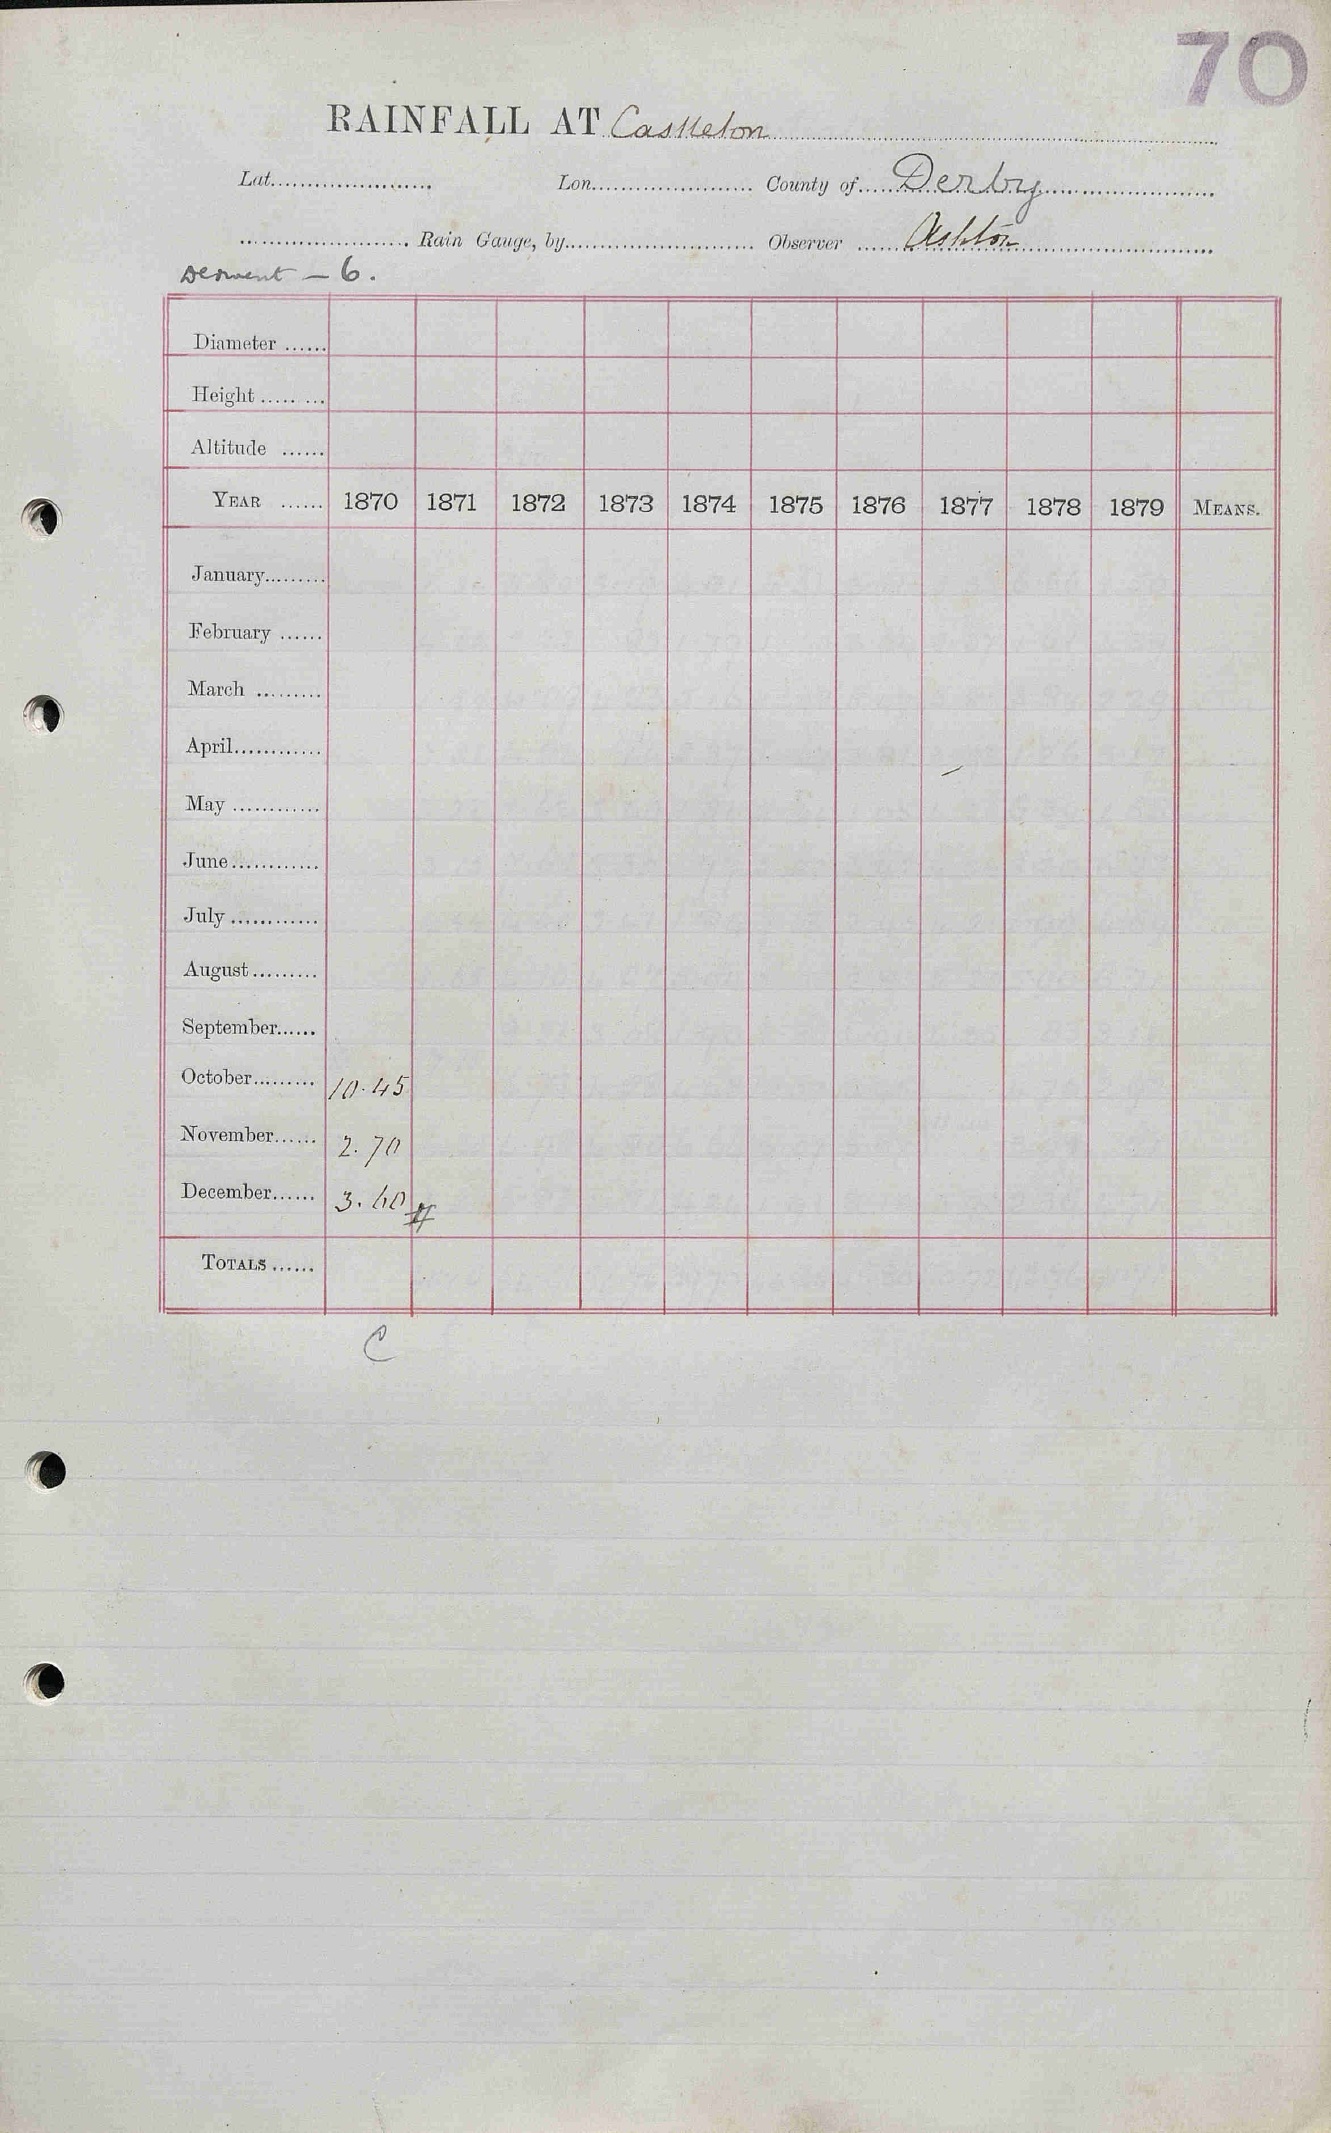 70
RAINFALL AT Castleton
Lat. Lon. County of Derby
Rain Gauge, by Observer Ashton
Derwent - 6.
Diameter
Height
Altitude
YEAR 1870 1871 1872 1873 1874 1875 1876 1877 1878 1879 MEANS.
January
February
March
April
May
June
July
August
September
October 10.45
November 2.70
December 3.60 #
TOTALS
C